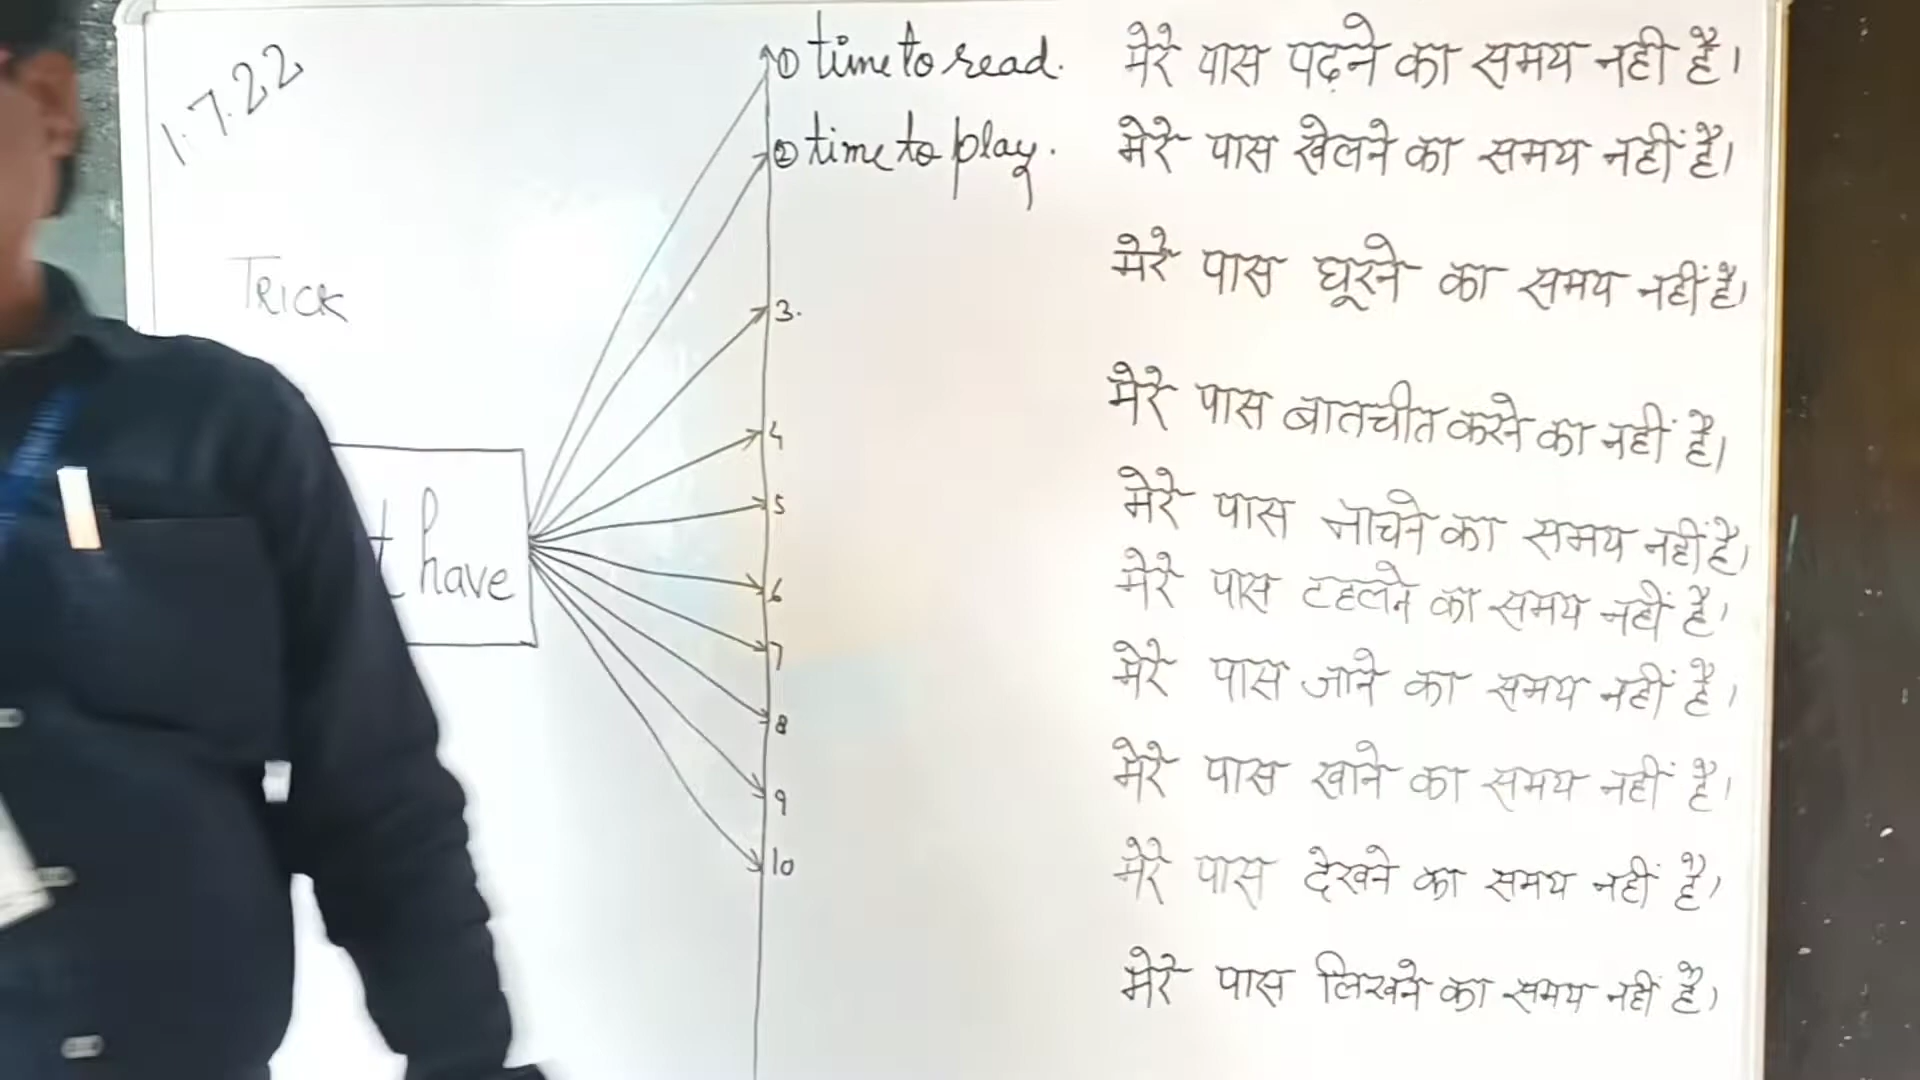 1.7.22
TRICK
t have
① time to read. मेरे पास पढ़ने का समय नही है।
② time to play. मेरे पास खेलने का समय नहीं है।
3. मेरे पास घूरने का समय नहीं है।
4 मेरे पास बातचीत करने का नहीं है।
5 मेरे पास नाचने का समय नहीं है।
6 मेरे पास टहलने का समय नहीं है।
7 मेरे पास जाने का समय नहीं है।
8 मेरे पास खाने का समय नहीं है।
9 मेरे पास देखने का समय नहीं है।
10 मेरे पास लिखने का समय नहीं है।